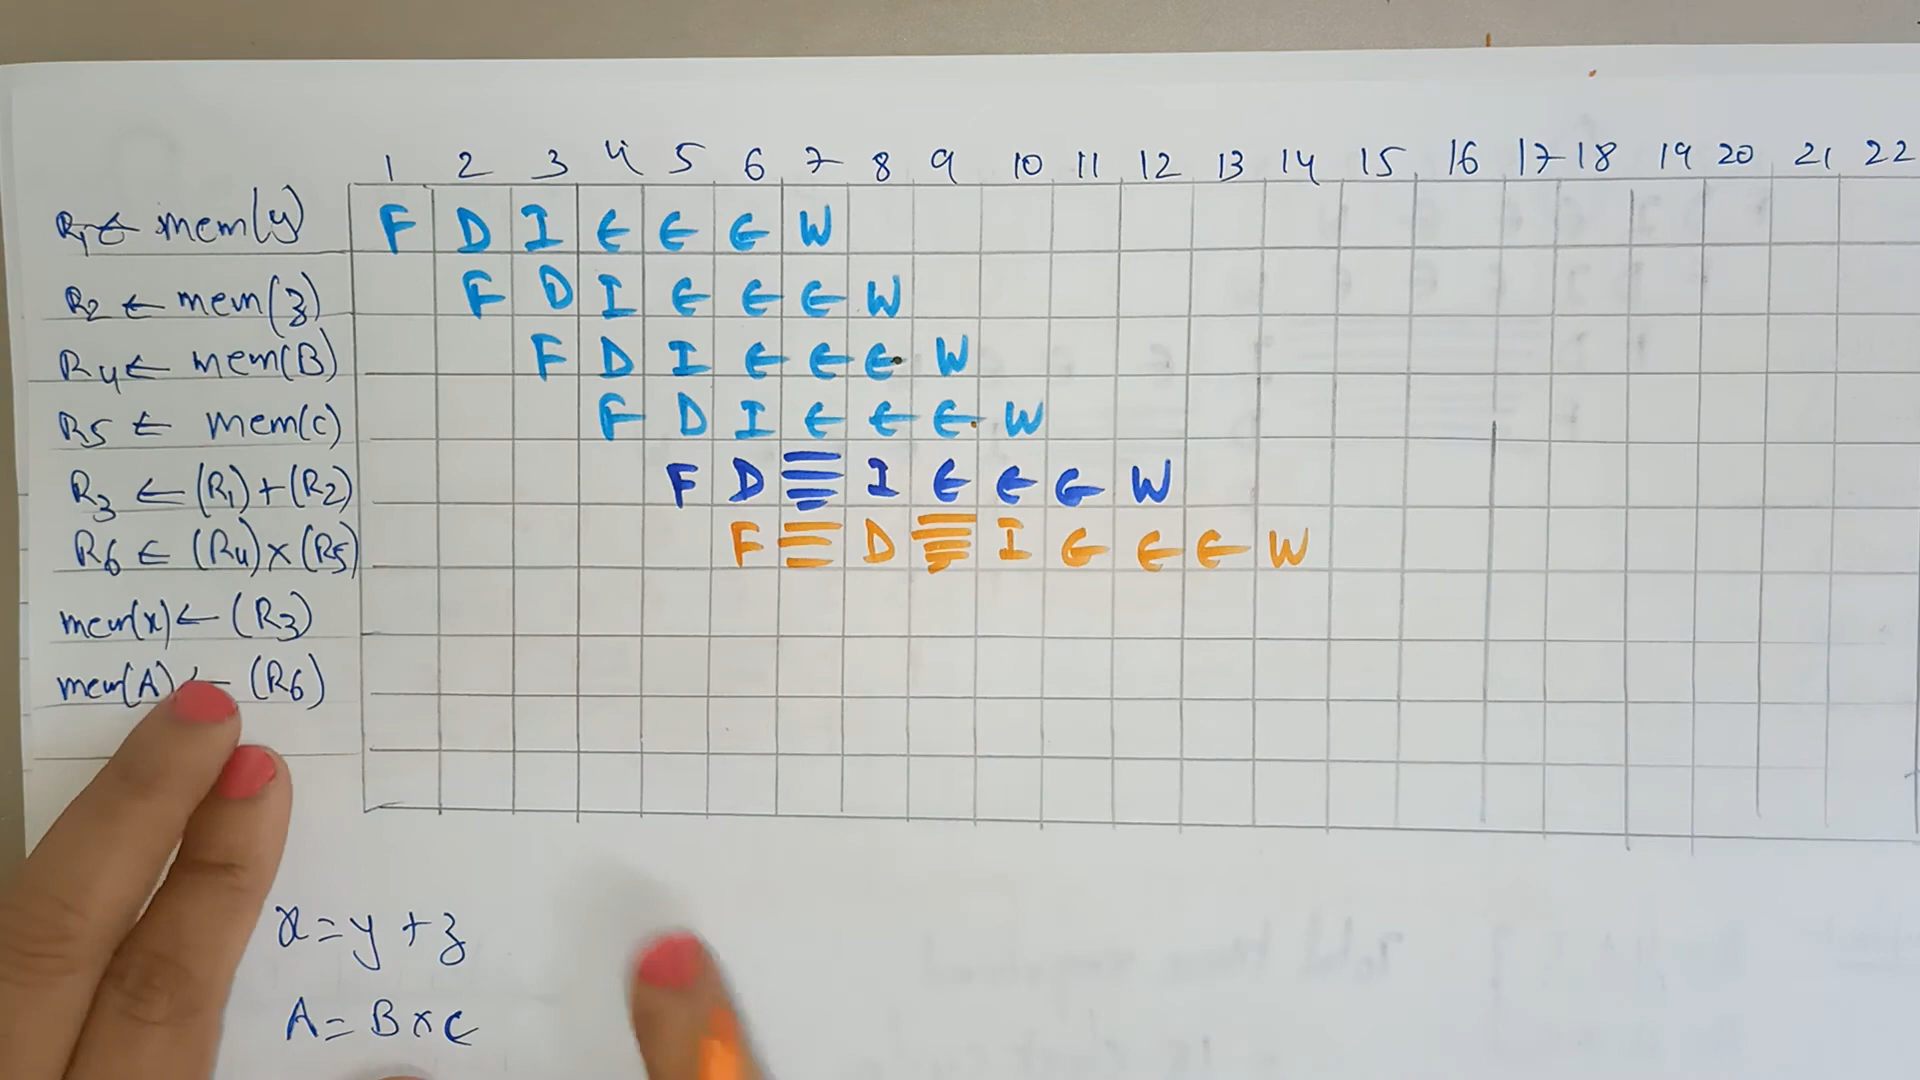 1 2 3 4 5 6 7 8 9 10 11 12 13 14 15 16 17 18 19 20 21 22
R1 ← mem(y) F D I E E E W
R2 ← mem(z) F D I E E E W
R4 ← mem(B) F D I E E E W
R5 ← mem(C) F D I E E E W
R3 ← (R1)+(R2) F D I E E E W
R6 ← (R4)×(R5) F D I E E E W
mem(x) ← (R3)
mem(A) ← (R6)
x = y + z
A = B × C